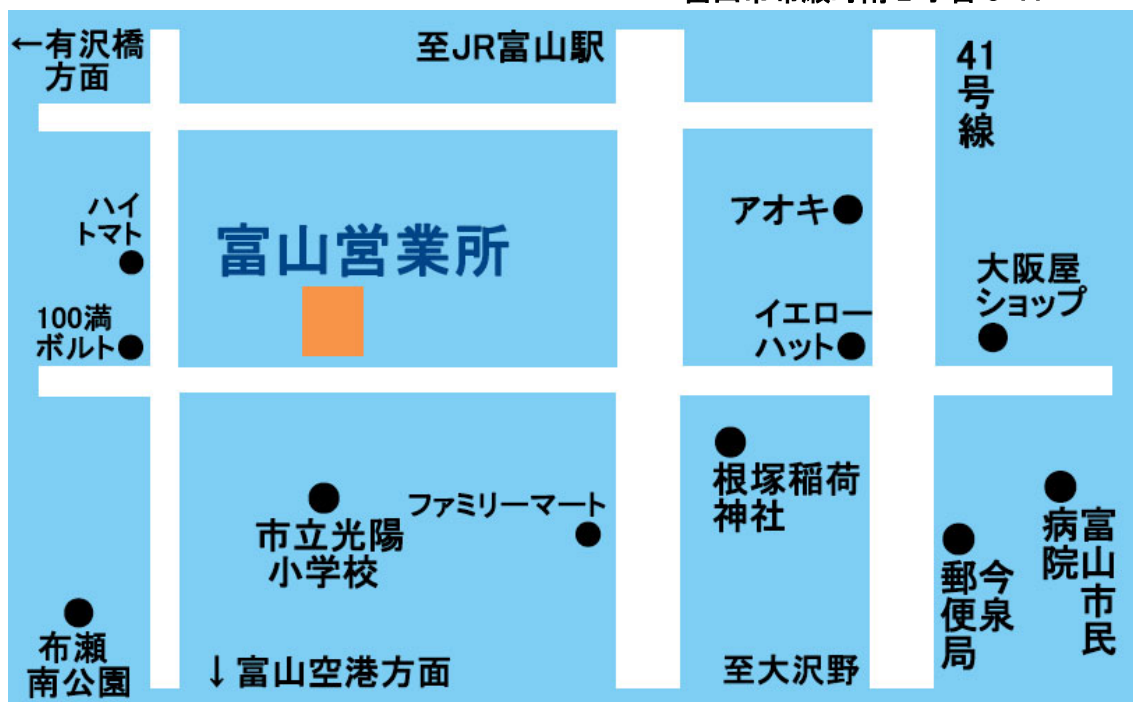 ←有沢橋
方面
至JR富山駅
41号線
ハイ
トマト
アオキ
富山営業所
大阪屋
ショップ
100満
ボルト
イエロー
ハット
根塚稲荷
神社
ファミリーマート
市立光陽
小学校
富山市民
病院
今泉
郵便局
布瀬
南公園
↓富山空港方面
至大沢野